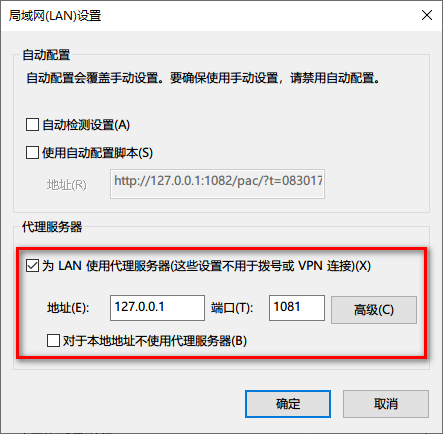 局域网(LAN)设置
自动配置
自动配置会覆盖手动设置。要确保使用手动设置，请禁用自动配置。
自动检测设置(A)
使用自动配置脚本(S)
地址(R) http://127.0.0.1:1082/pac/?t=083017
代理服务器
为 LAN 使用代理服务器(这些设置不用于拨号或 VPN 连接)(X)
地址(E): 127.0.0.1 端口(T): 1081 高级(C)
对于本地地址不使用代理服务器(B)
确定 取消